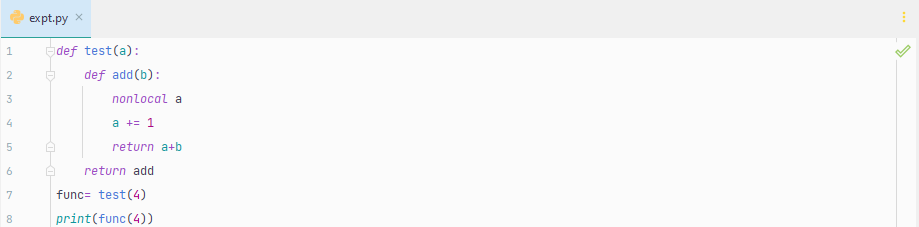 expt.py
1 def test(a):
2     def add(b):
3         nonlocal a
4         a += 1
5         return a+b
6     return add
7 func= test(4)
8 print(func(4))